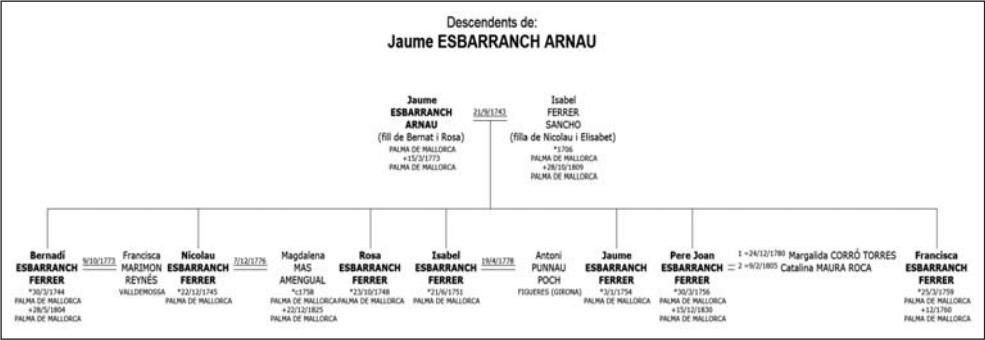 Descendents de:
Jaume ESBARRANCH ARNAU
Jaume
ESBARRANCH
ARNAU
(fill de Bernat i Rosa)
PALMA DE MALLORCA
+15/3/1773
PALMA DE MALLORCA
21/9/1743
Isabel
FERRER
SANCHO
(filla de Nicolau i Elisabet)
*1706
PALMA DE MALLORCA
+28/10/1809
PALMA DE MALLORCA
Bernadí
ESBARRANCH
FERRER
*30/3/1744
PALMA DE MALLORCA
+28/5/1804
PALMA DE MALLORCA
9/10/1773
Francisca
MARIMON
REYNÉS
VALLDEMOSSA
Nicolau
ESBARRANCH
FERRER
*22/12/1745
PALMA DE MALLORCA
7/12/1776
Magdalena
MAS
AMENGUAL
*c1758
PALMA DE MALLORCA
+22/12/1825
PALMA DE MALLORCA
Rosa
ESBARRANCH
FERRER
*23/10/1748
PALMA DE MALLORCA
Isabel
ESBARRANCH
FERRER
*21/6/1751
PALMA DE MALLORCA
19/4/1778
Antoni
PUNNAU
POCH
FIGUERES (GIRONA)
Jaume
ESBARRANCH
FERRER
*3/1/1754
PALMA DE MALLORCA
Pere Joan
ESBARRANCH
FERRER
*30/3/1756
PALMA DE MALLORCA
+15/12/1830
PALMA DE MALLORCA
1 =24/12/1780 Margalida CORRÓ TORRES
2 =9/2/1805 Catalina MAURA ROCA
Francisca
ESBARRANCH
FERRER
*25/3/1759
PALMA DE MALLORCA
+12/1760
PALMA DE MALLORCA